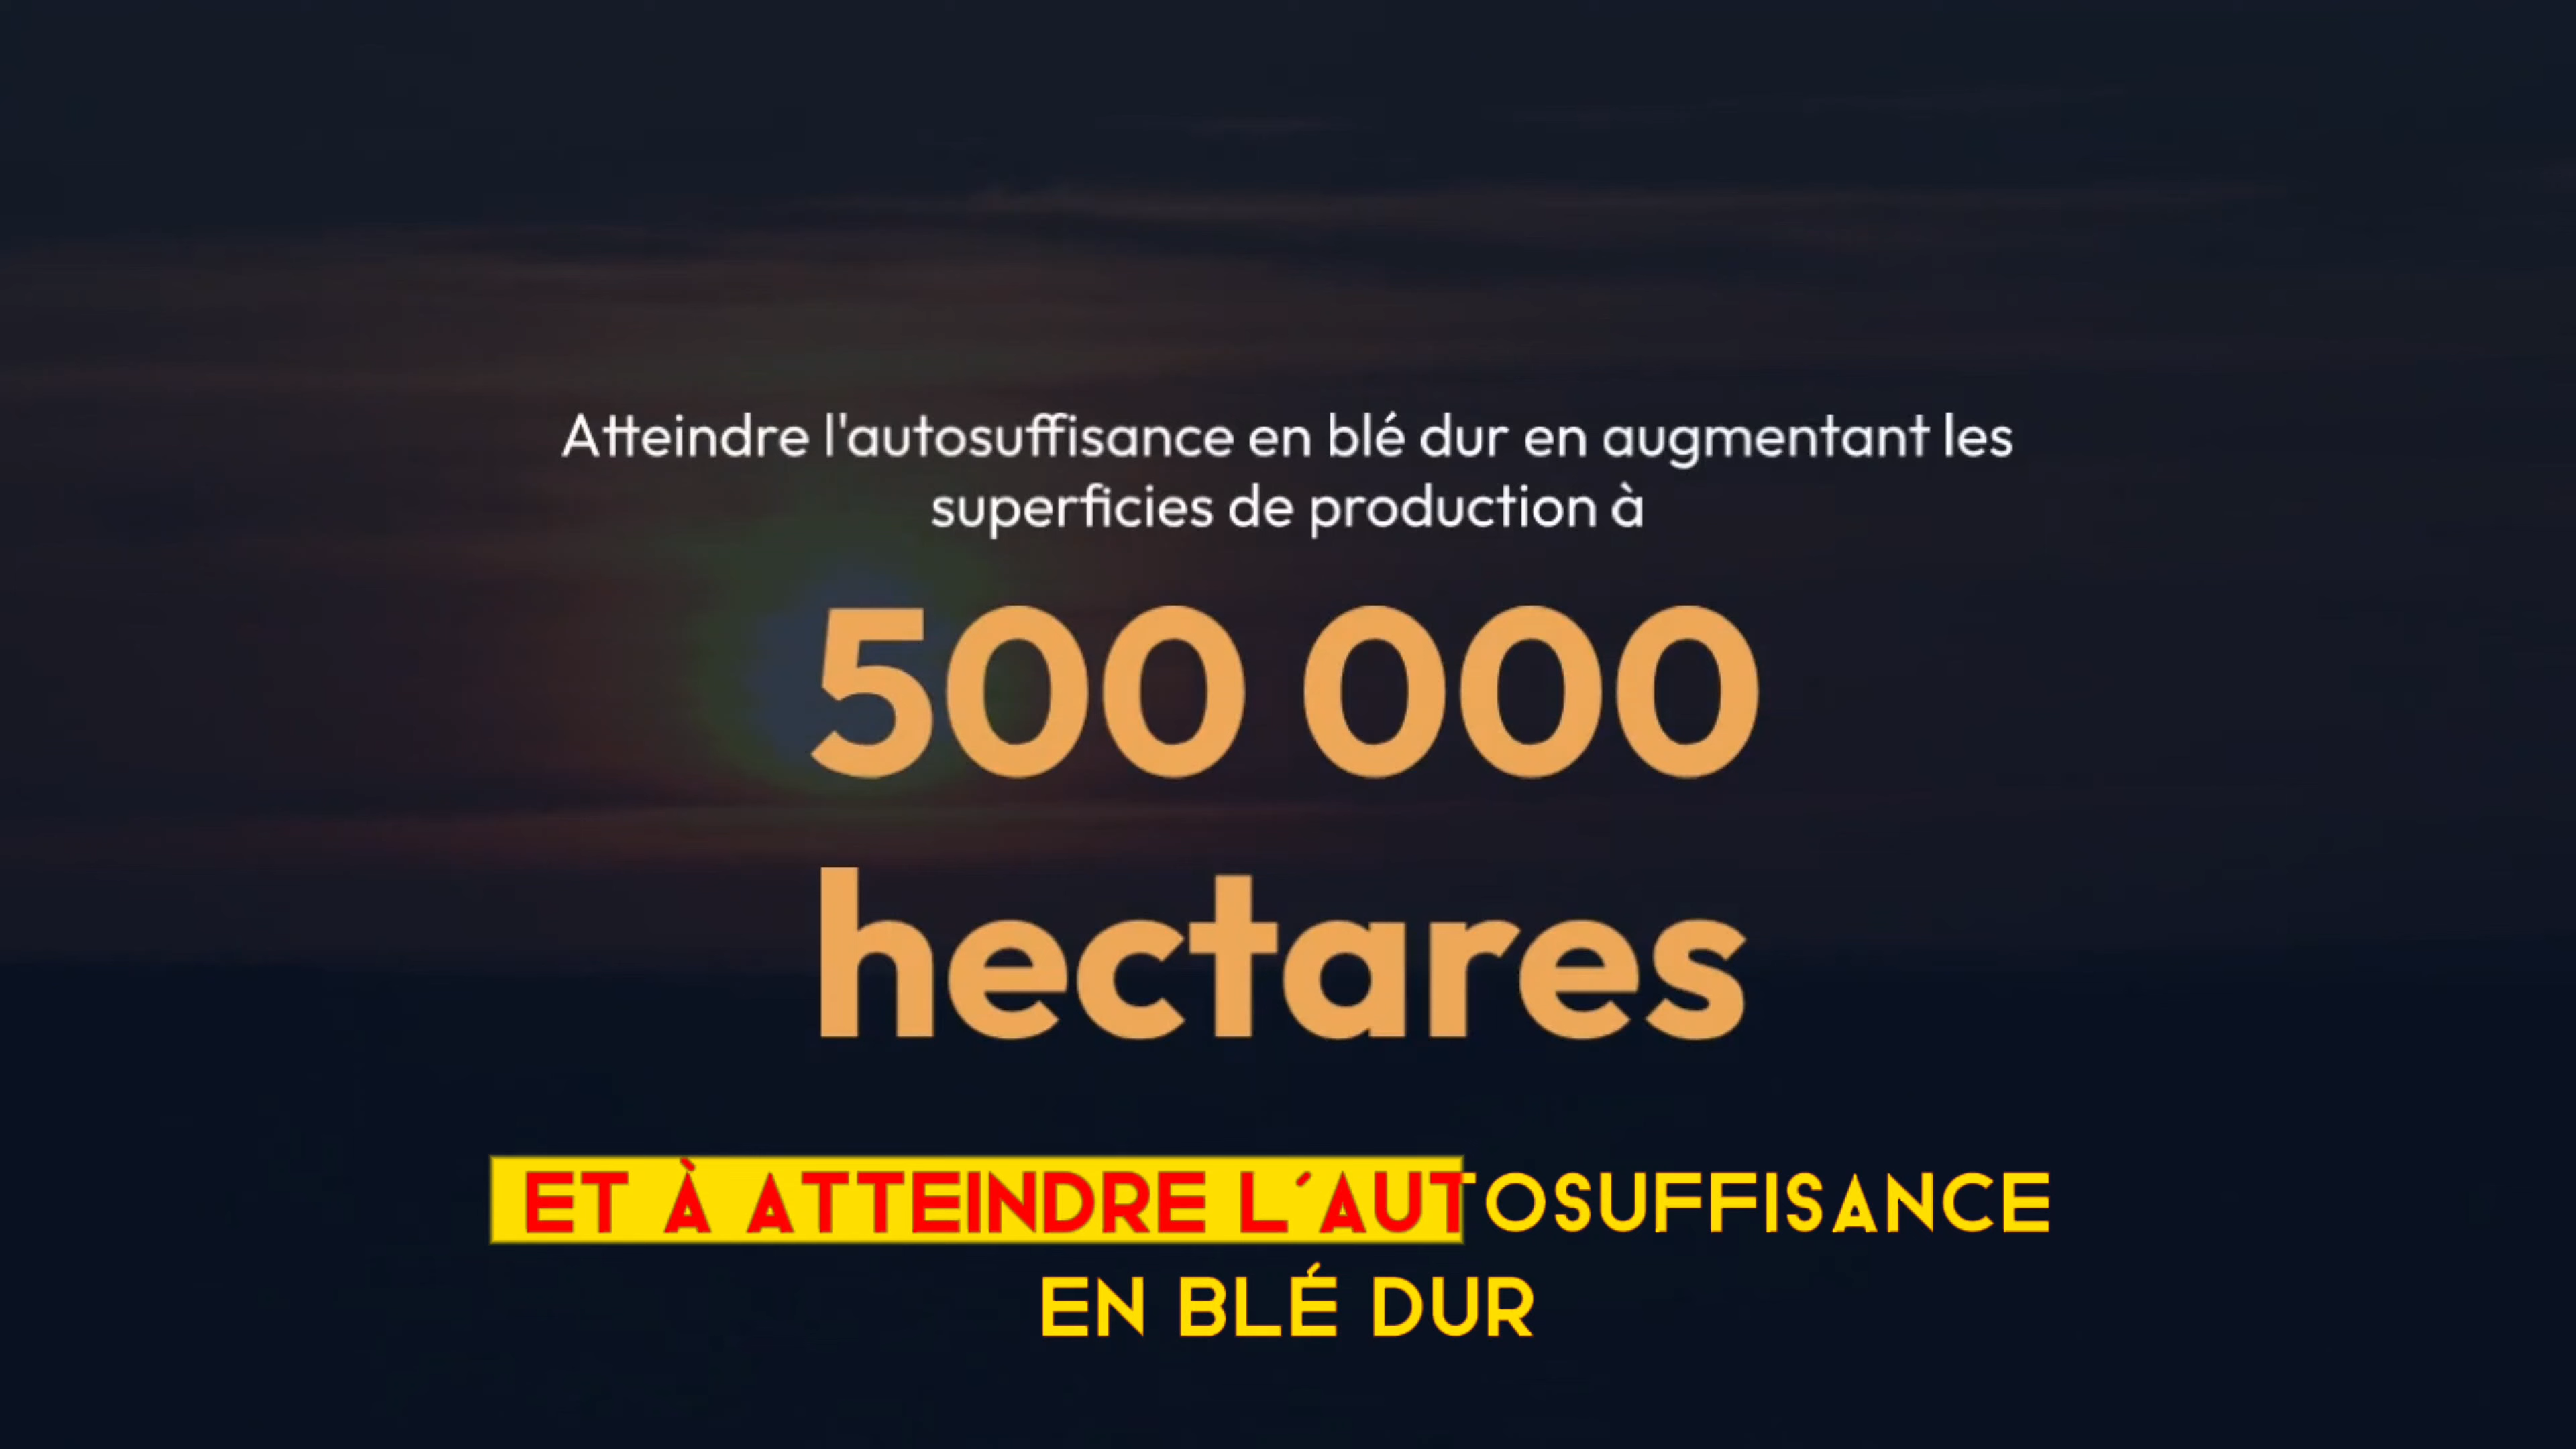 Atteindre l'autosuffisance en blé dur en augmentant les
superficies de production à
500 000
hectares
ET À ATTEINDRE L´AUTOSUFFISANCE
EN BLÉ DUR